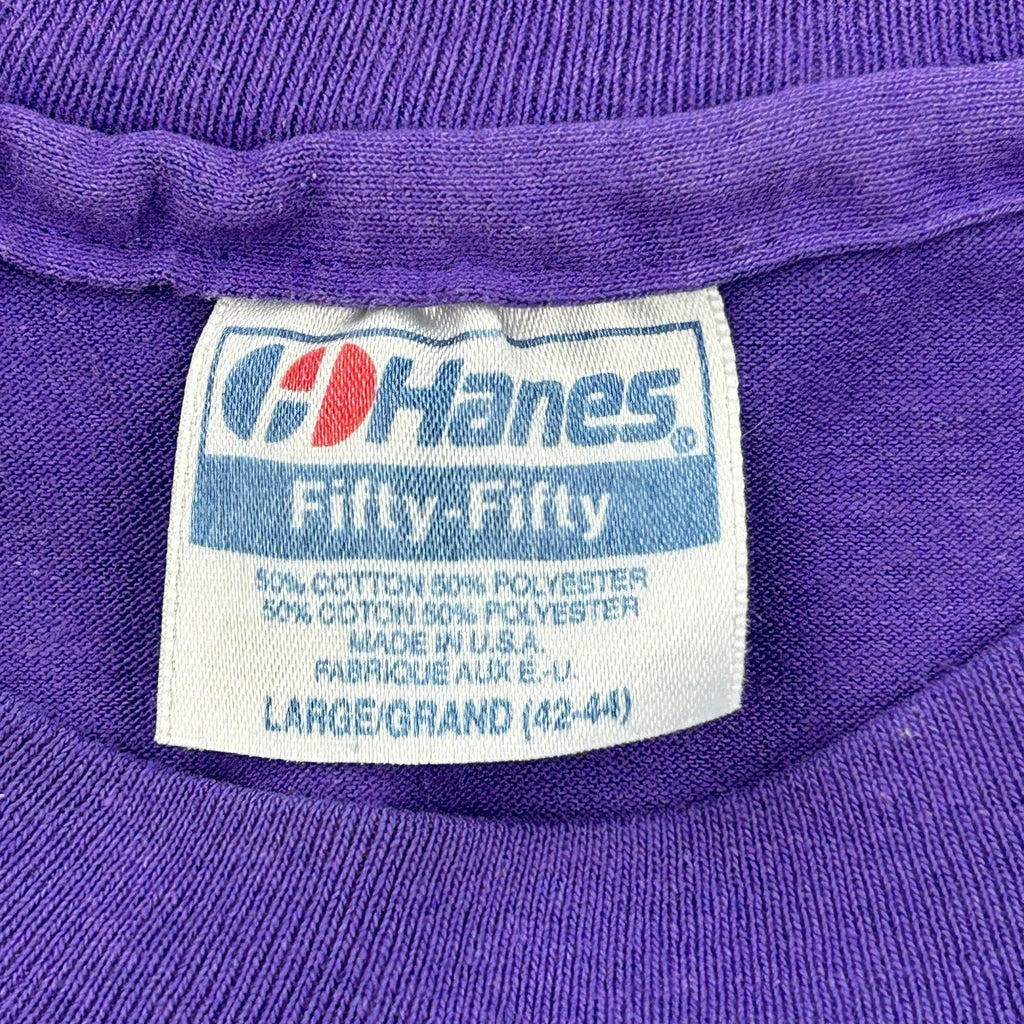 Hanes®
Fifty-Fifty
50% COTTON 50% POLYESTER
50% COTON 50% POLYESTER
MADE IN U.S.A.
FABRIQUE AUX E.-U.
LARGE/GRAND (42-44)